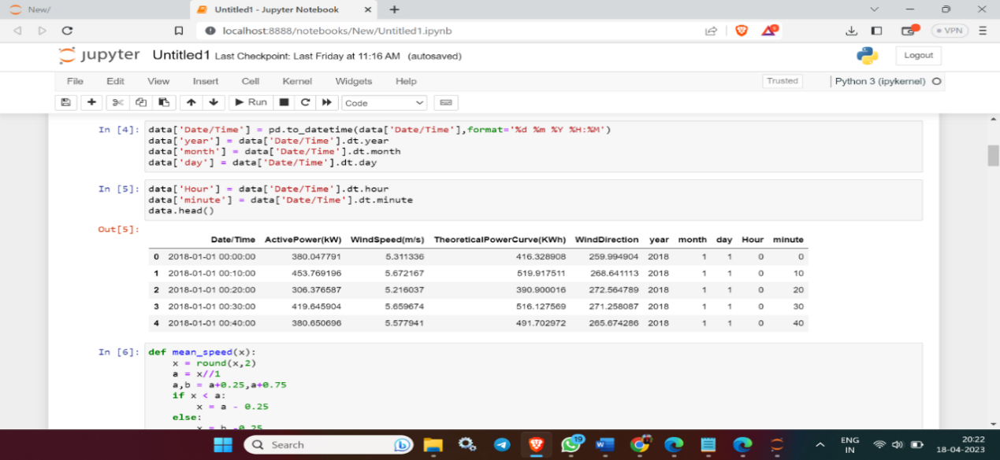 New/
Untitled1 - Jupyter Notebook
localhost:8888/notebooks/New/Untitled1.ipynb
VPN
jupyter Untitled1 Last Checkpoint: Last Friday at 11:16 AM (autosaved)
Logout
File Edit View Insert Cell Kernel Widgets Help
Trusted
Python 3 (ipykernel)
Run
Code
In [4]: data['Date/Time'] = pd.to_datetime(data['Date/Time'],format='%d %m %Y %H:%M')
data['year'] = data['Date/Time'].dt.year
data['month'] = data['Date/Time'].dt.month
data['day'] = data['Date/Time'].dt.day
In [5]: data['Hour'] = data['Date/Time'].dt.hour
data['minute'] = data['Date/Time'].dt.minute
data.head()
Out[5]:
Date/Time ActivePower(kW) WindSpeed(m/s) TheoreticalPowerCurve(KWh) WindDirection year month day Hour minute
0 2018-01-01 00:00:00 380.047791 5.311336 416.328908 259.994904 2018 1 1 0 0
1 2018-01-01 00:10:00 453.769196 5.672167 519.917511 268.641113 2018 1 1 0 10
2 2018-01-01 00:20:00 306.376587 5.216037 390.900016 272.564789 2018 1 1 0 20
3 2018-01-01 00:30:00 419.645904 5.659674 516.127569 271.258087 2018 1 1 0 30
4 2018-01-01 00:40:00 380.650696 5.577941 491.702972 265.674286 2018 1 1 0 40
In [6]: def mean_speed(x):
x = round(x,2)
a = x//1
a,b = a+0.25,a+0.75
if x < a:
x = a - 0.25
else:
x = b -0.25
Search
19
ENG
IN
20:22
18-04-2023